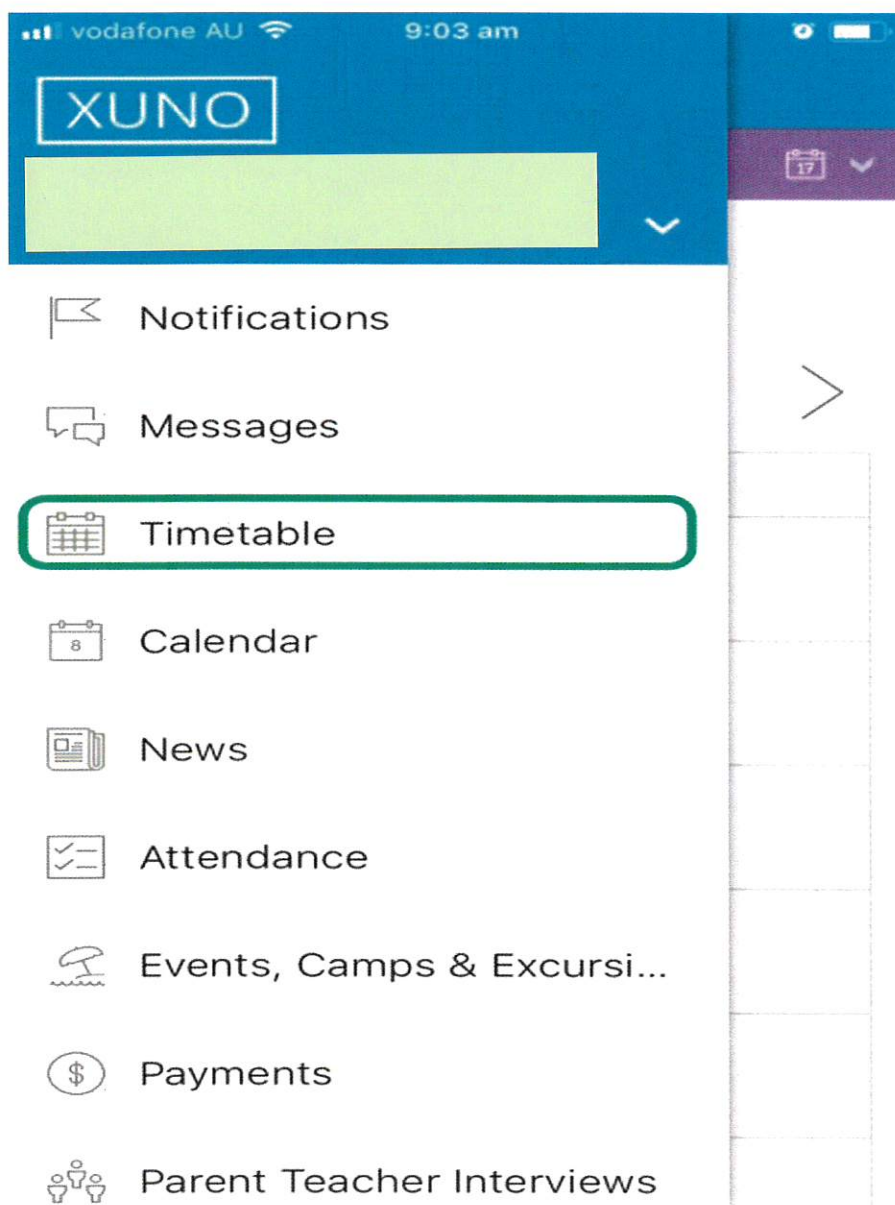 vodafone AU 9:03 am
XUNO
17
Notifications
Messages
Timetable
8
Calendar
News
Attendance
Events, Camps & Excursi...
$
Payments
Parent Teacher Interviews